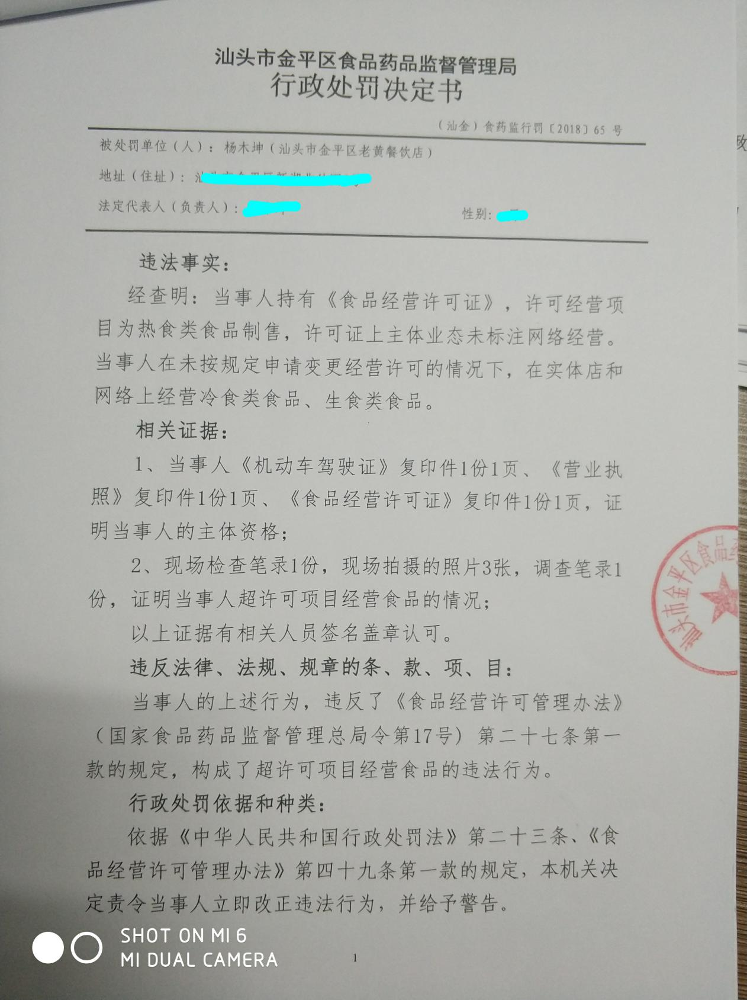 汕头市金平区食品药品监督管理局
行政处罚决定书
（汕金）食药监行罚〔2018〕65 号
被处罚单位（人）：杨木坤（汕头市金平区老黄餐饮店）
地址（住址）：
法定代表人（负责人）： 性别：
违法事实：
经查明：当事人持有《食品经营许可证》，许可经营项
目为热食类食品制售，许可证上主体业态未标注网络经营。
当事人在未按规定申请变更经营许可的情况下，在实体店和
网络上经营冷食类食品、生食类食品。
相关证据：
1、当事人《机动车驾驶证》复印件1份1页、《营业执
照》复印件1份1页、《食品经营许可证》复印件1份1页，证
明当事人的主体资格；
2、现场检查笔录1份，现场拍摄的照片3张，调查笔录1
份，证明当事人超许可项目经营食品的情况；
以上证据有相关人员签名盖章认可。
违反法律、法规、规章的条、款、项、目：
当事人的上述行为，违反了《食品经营许可管理办法》
（国家食品药品监督管理总局令第17号）第二十七条第一
款的规定，构成了超许可项目经营食品的违法行为。
行政处罚依据和种类：
依据《中华人民共和国行政处罚法》第二十三条、《食
品经营许可管理办法》第四十九条第一款的规定，本机关决
定责令当事人立即改正违法行为，并给予警告。
1
汕头市金平区食品
SHOT ON MI 6
MI DUAL CAMERA